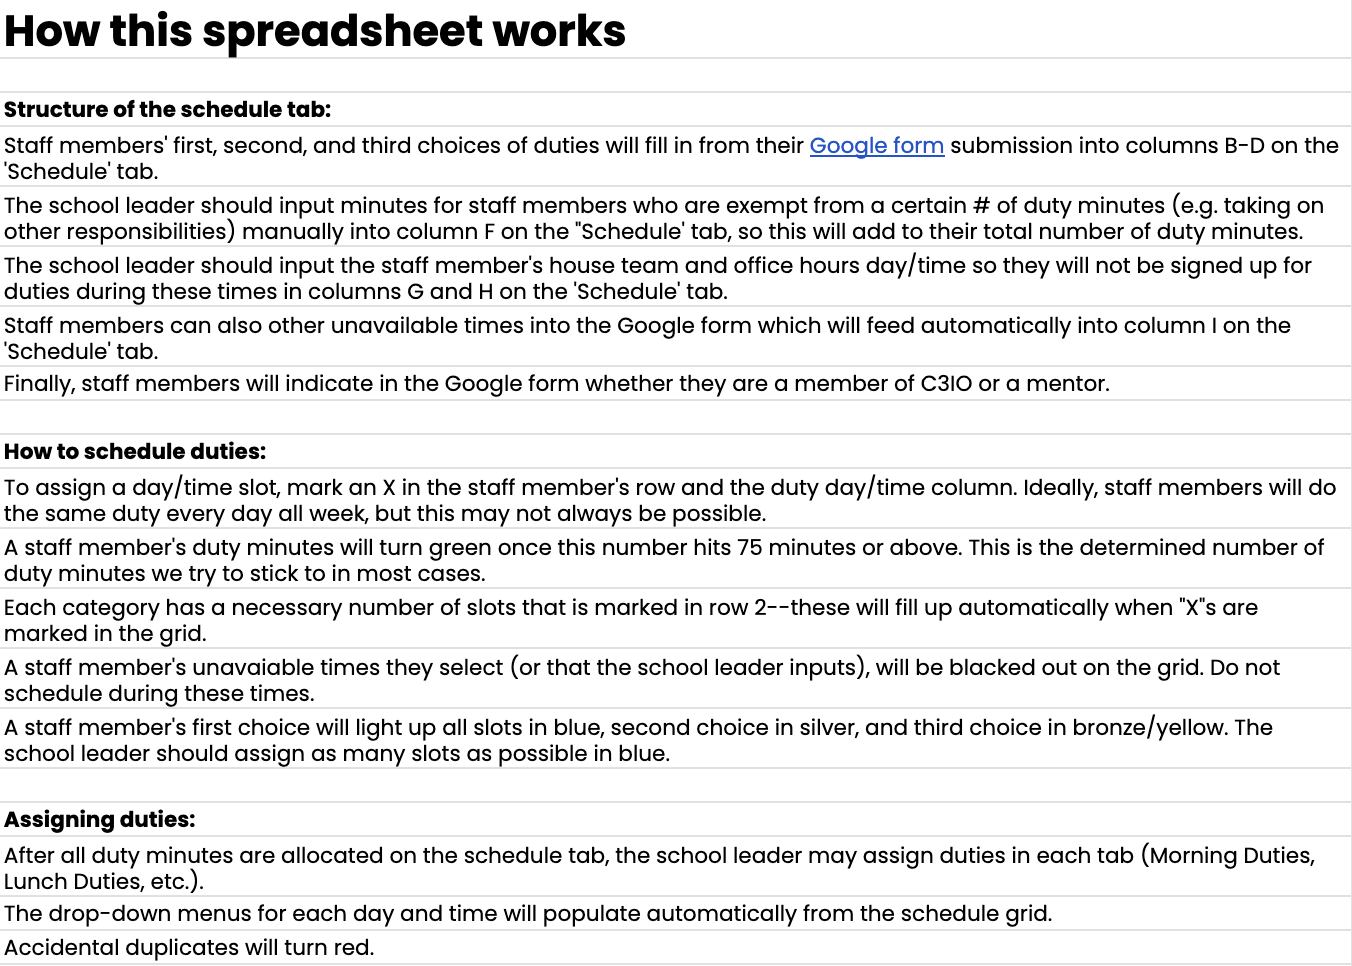 How this spreadsheet works
Structure of the schedule tab:
Staff members' first, second, and third choices of duties will fill in from their Google form submission into columns B-D on the
'Schedule' tab.
The school leader should input minutes for staff members who are exempt from a certain # of duty minutes (e.g. taking on
other responsibilities) manually into column F on the "Schedule' tab, so this will add to their total number of duty minutes.
The school leader should input the staff member's house team and office hours day/time so they will not be signed up for
duties during these times in columns G and H on the 'Schedule' tab.
Staff members can also other unavailable times into the Google form which will feed automatically into column I on the
'Schedule' tab.
Finally, staff members will indicate in the Google form whether they are a member of C3IO or a mentor.
How to schedule duties:
To assign a day/time slot, mark an X in the staff member's row and the duty day/time column. Ideally, staff members will do
the same duty every day all week, but this may not always be possible.
A staff member's duty minutes will turn green once this number hits 75 minutes or above. This is the determined number of
duty minutes we try to stick to in most cases.
Each category has a necessary number of slots that is marked in row 2--these will fill up automatically when "X"s are
marked in the grid.
A staff member's unavaiable times they select (or that the school leader inputs), will be blacked out on the grid. Do not
schedule during these times.
A staff member's first choice will light up all slots in blue, second choice in silver, and third choice in bronze/yellow. The
school leader should assign as many slots as possible in blue.
Assigning duties:
After all duty minutes are allocated on the schedule tab, the school leader may assign duties in each tab (Morning Duties,
Lunch Duties, etc.).
The drop-down menus for each day and time will populate automatically from the schedule grid.
Accidental duplicates will turn red.